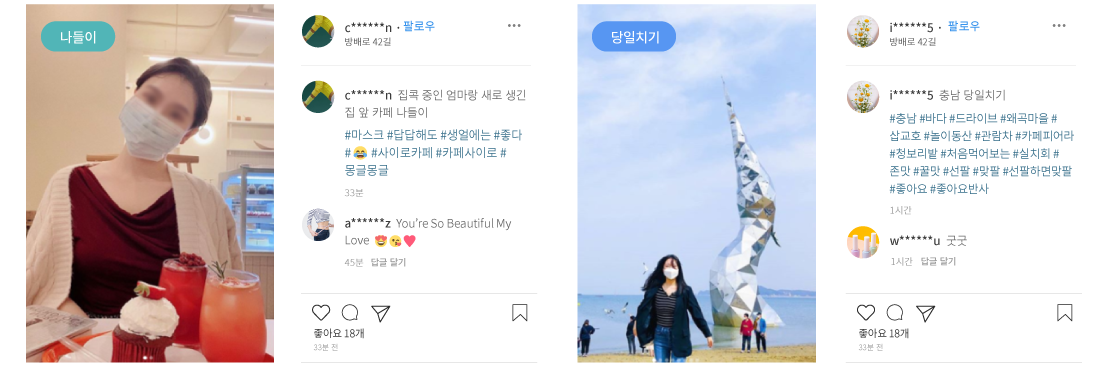 나들이
c******n · 팔로우
방배로 42길
c******n 집콕 중인 엄마랑 새로 생긴
집 앞 카페 나들이
#마스크 #답답해도 #생얼에는 #좋다
#😂 #사이로카페 #카페사이로 #
몽글몽글
33분
a******z You're So Beautiful My
Love 😍😘❤️
45분 답글 달기
좋아요 18개
33분 전
당일치기
i******5 · 팔로우
방배로 42길
i******5 충남 당일치기
#충남 #바다 #드라이브 #왜곡마을 #
삽교호 #놀이동산 #관람차 #카페피어라
#청보리발 #처음먹어보는 #실치회 #
존맛 #꿀맛 #선팔 #맞팔 #선팔하면맞팔
#좋아요 #좋아요반사
1시간
w******u 굿굿
1시간 답글 달기
좋아요 18개
33분 전